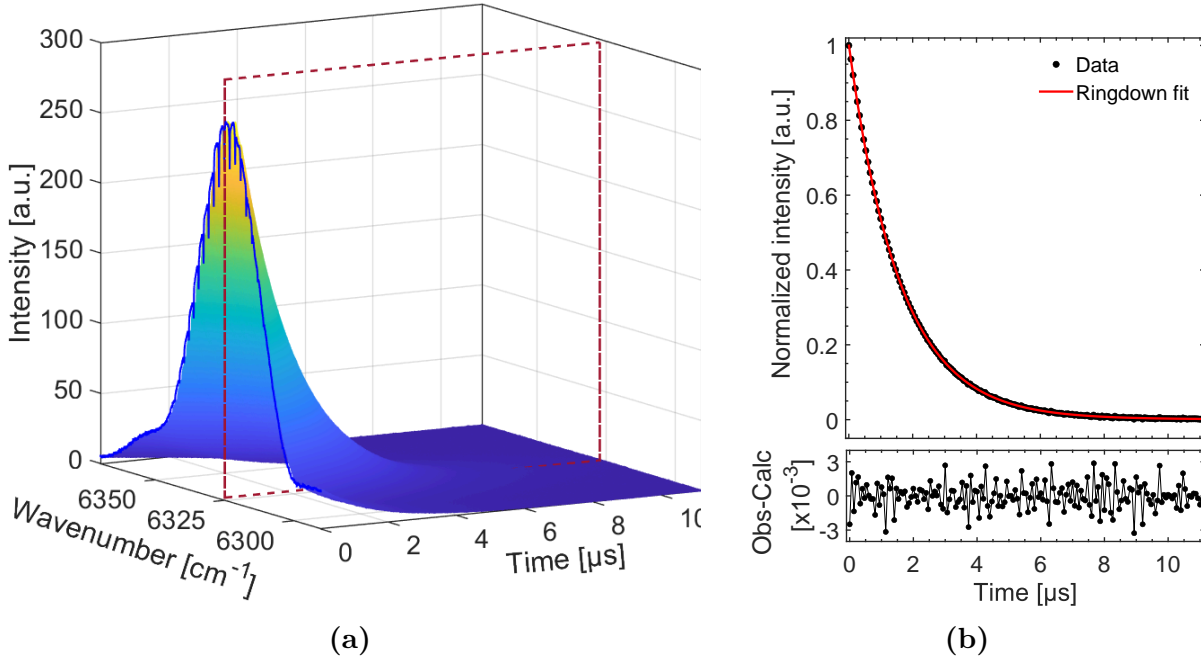 300
250
200
150
100
50
0
Intensity [a.u.]
6350
6325
6300
Wavenumber [cm⁻¹]
0
2
4
6
8
10
Time [µs]
(a)
1
0.8
0.6
0.4
0.2
0
Normalized intensity [a.u.]
Data
Ringdown fit
3
0
-3
Obs-Calc
[x10⁻³]
0
2
4
6
8
10
Time [µs]
(b)